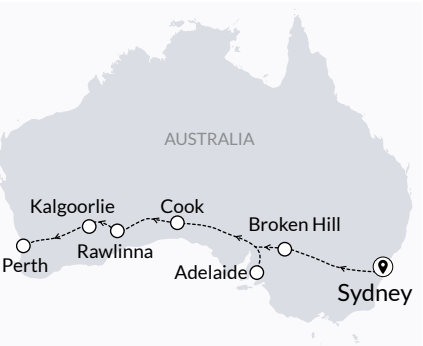 AUSTRALIA
Kalgoorlie
Cook
Broken Hill
Rawlinna
Perth
Adelaide
Sydney